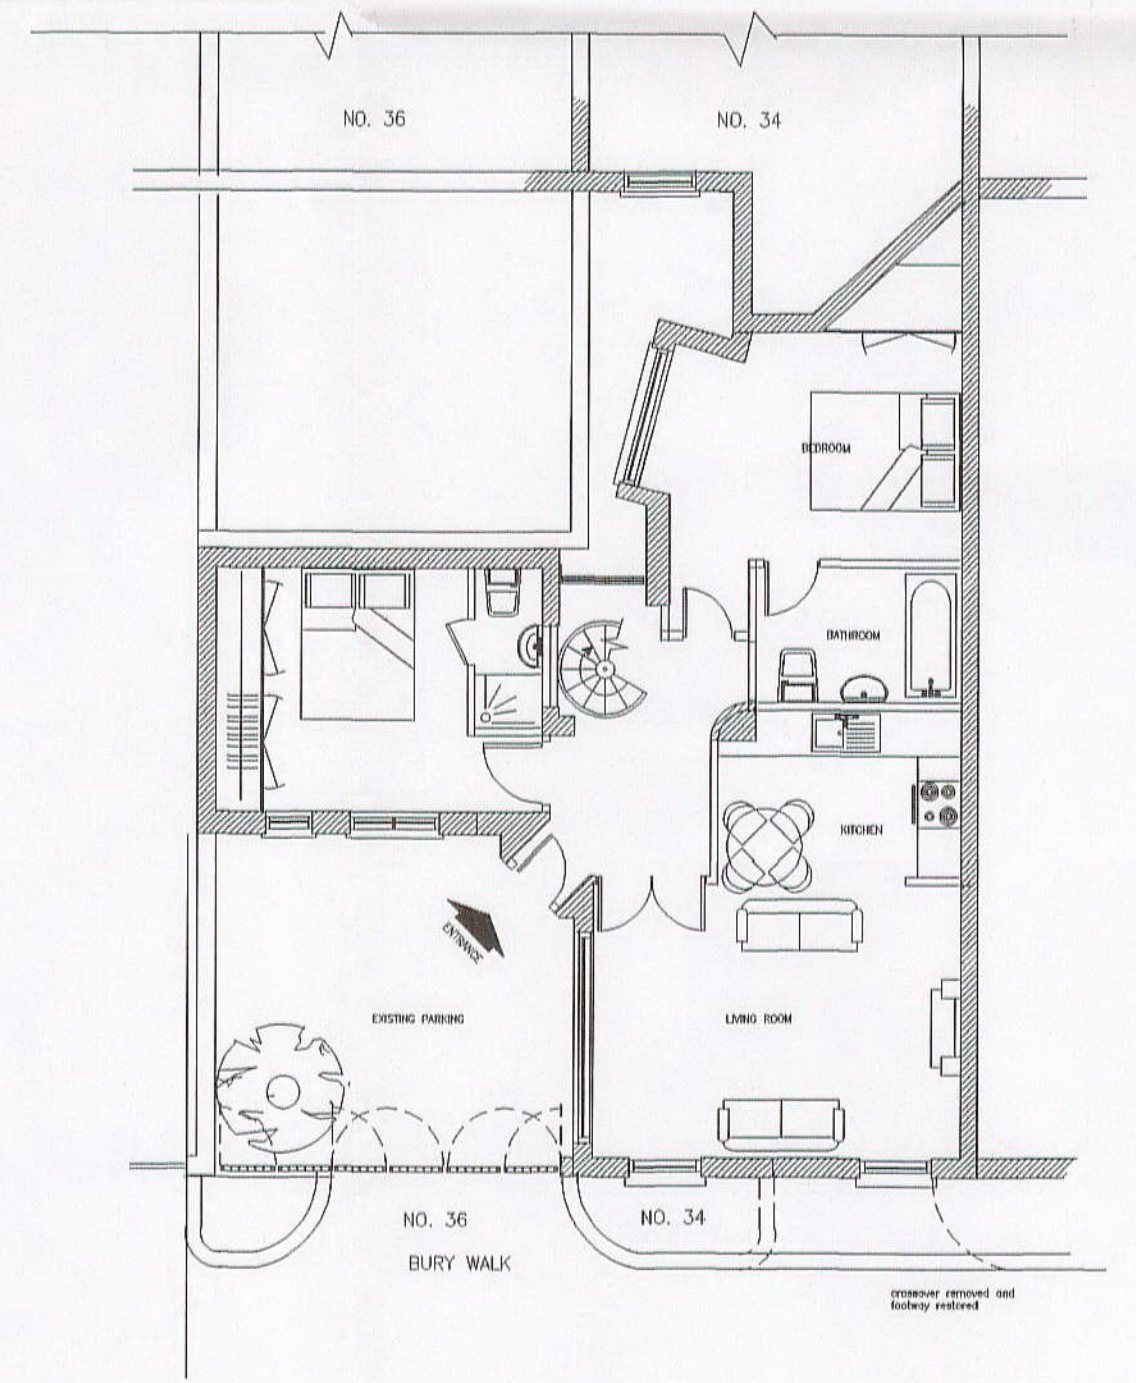 NO. 36
NO. 34
BEDROOM
BATHROOM
KITCHEN
ENTRANCE
EXISTING PARKING
LIVING ROOM
NO. 36
NO. 34
BURY WALK
crossover removed and
footway restored